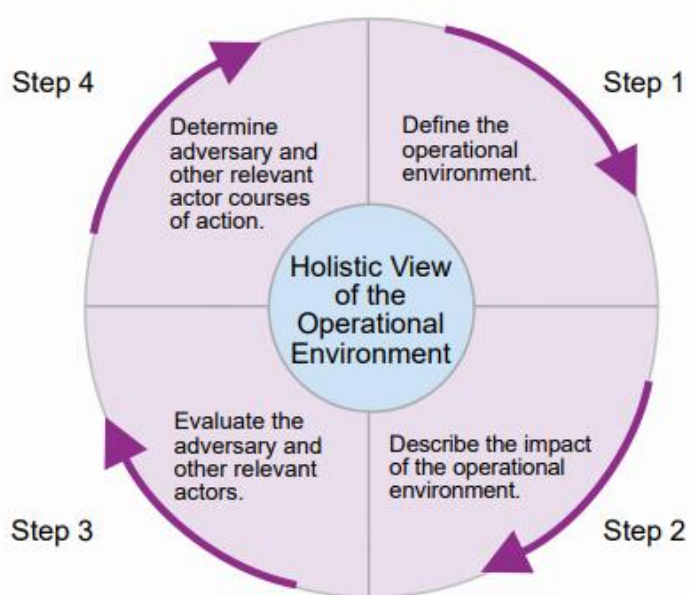 Step 1
Define the
operational
environment.
Step 2
Describe the impact
of the operational
environment.
Step 3
Evaluate the
adversary and
other relevant
actors.
Step 4
Determine
adversary and
other relevant
actor courses
of action.
Holistic View
of the
Operational
Environment